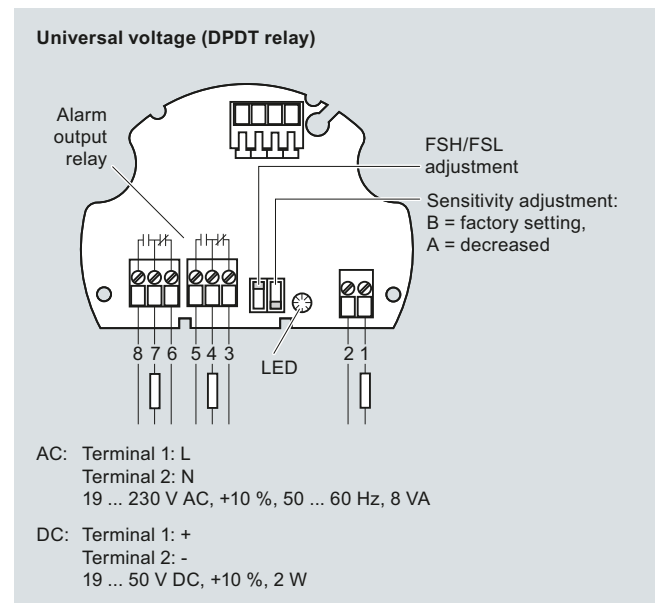 Universal voltage (DPDT relay)
Alarm
output
relay
FSH/FSL
adjustment
Sensitivity adjustment:
B = factory setting,
A = decreased
8 7 6 5 4 3
2 1
LED
AC: Terminal 1: L
Terminal 2: N
19 ... 230 V AC, +10 %, 50 ... 60 Hz, 8 VA
DC: Terminal 1: +
Terminal 2: -
19 ... 50 V DC, +10 %, 2 W